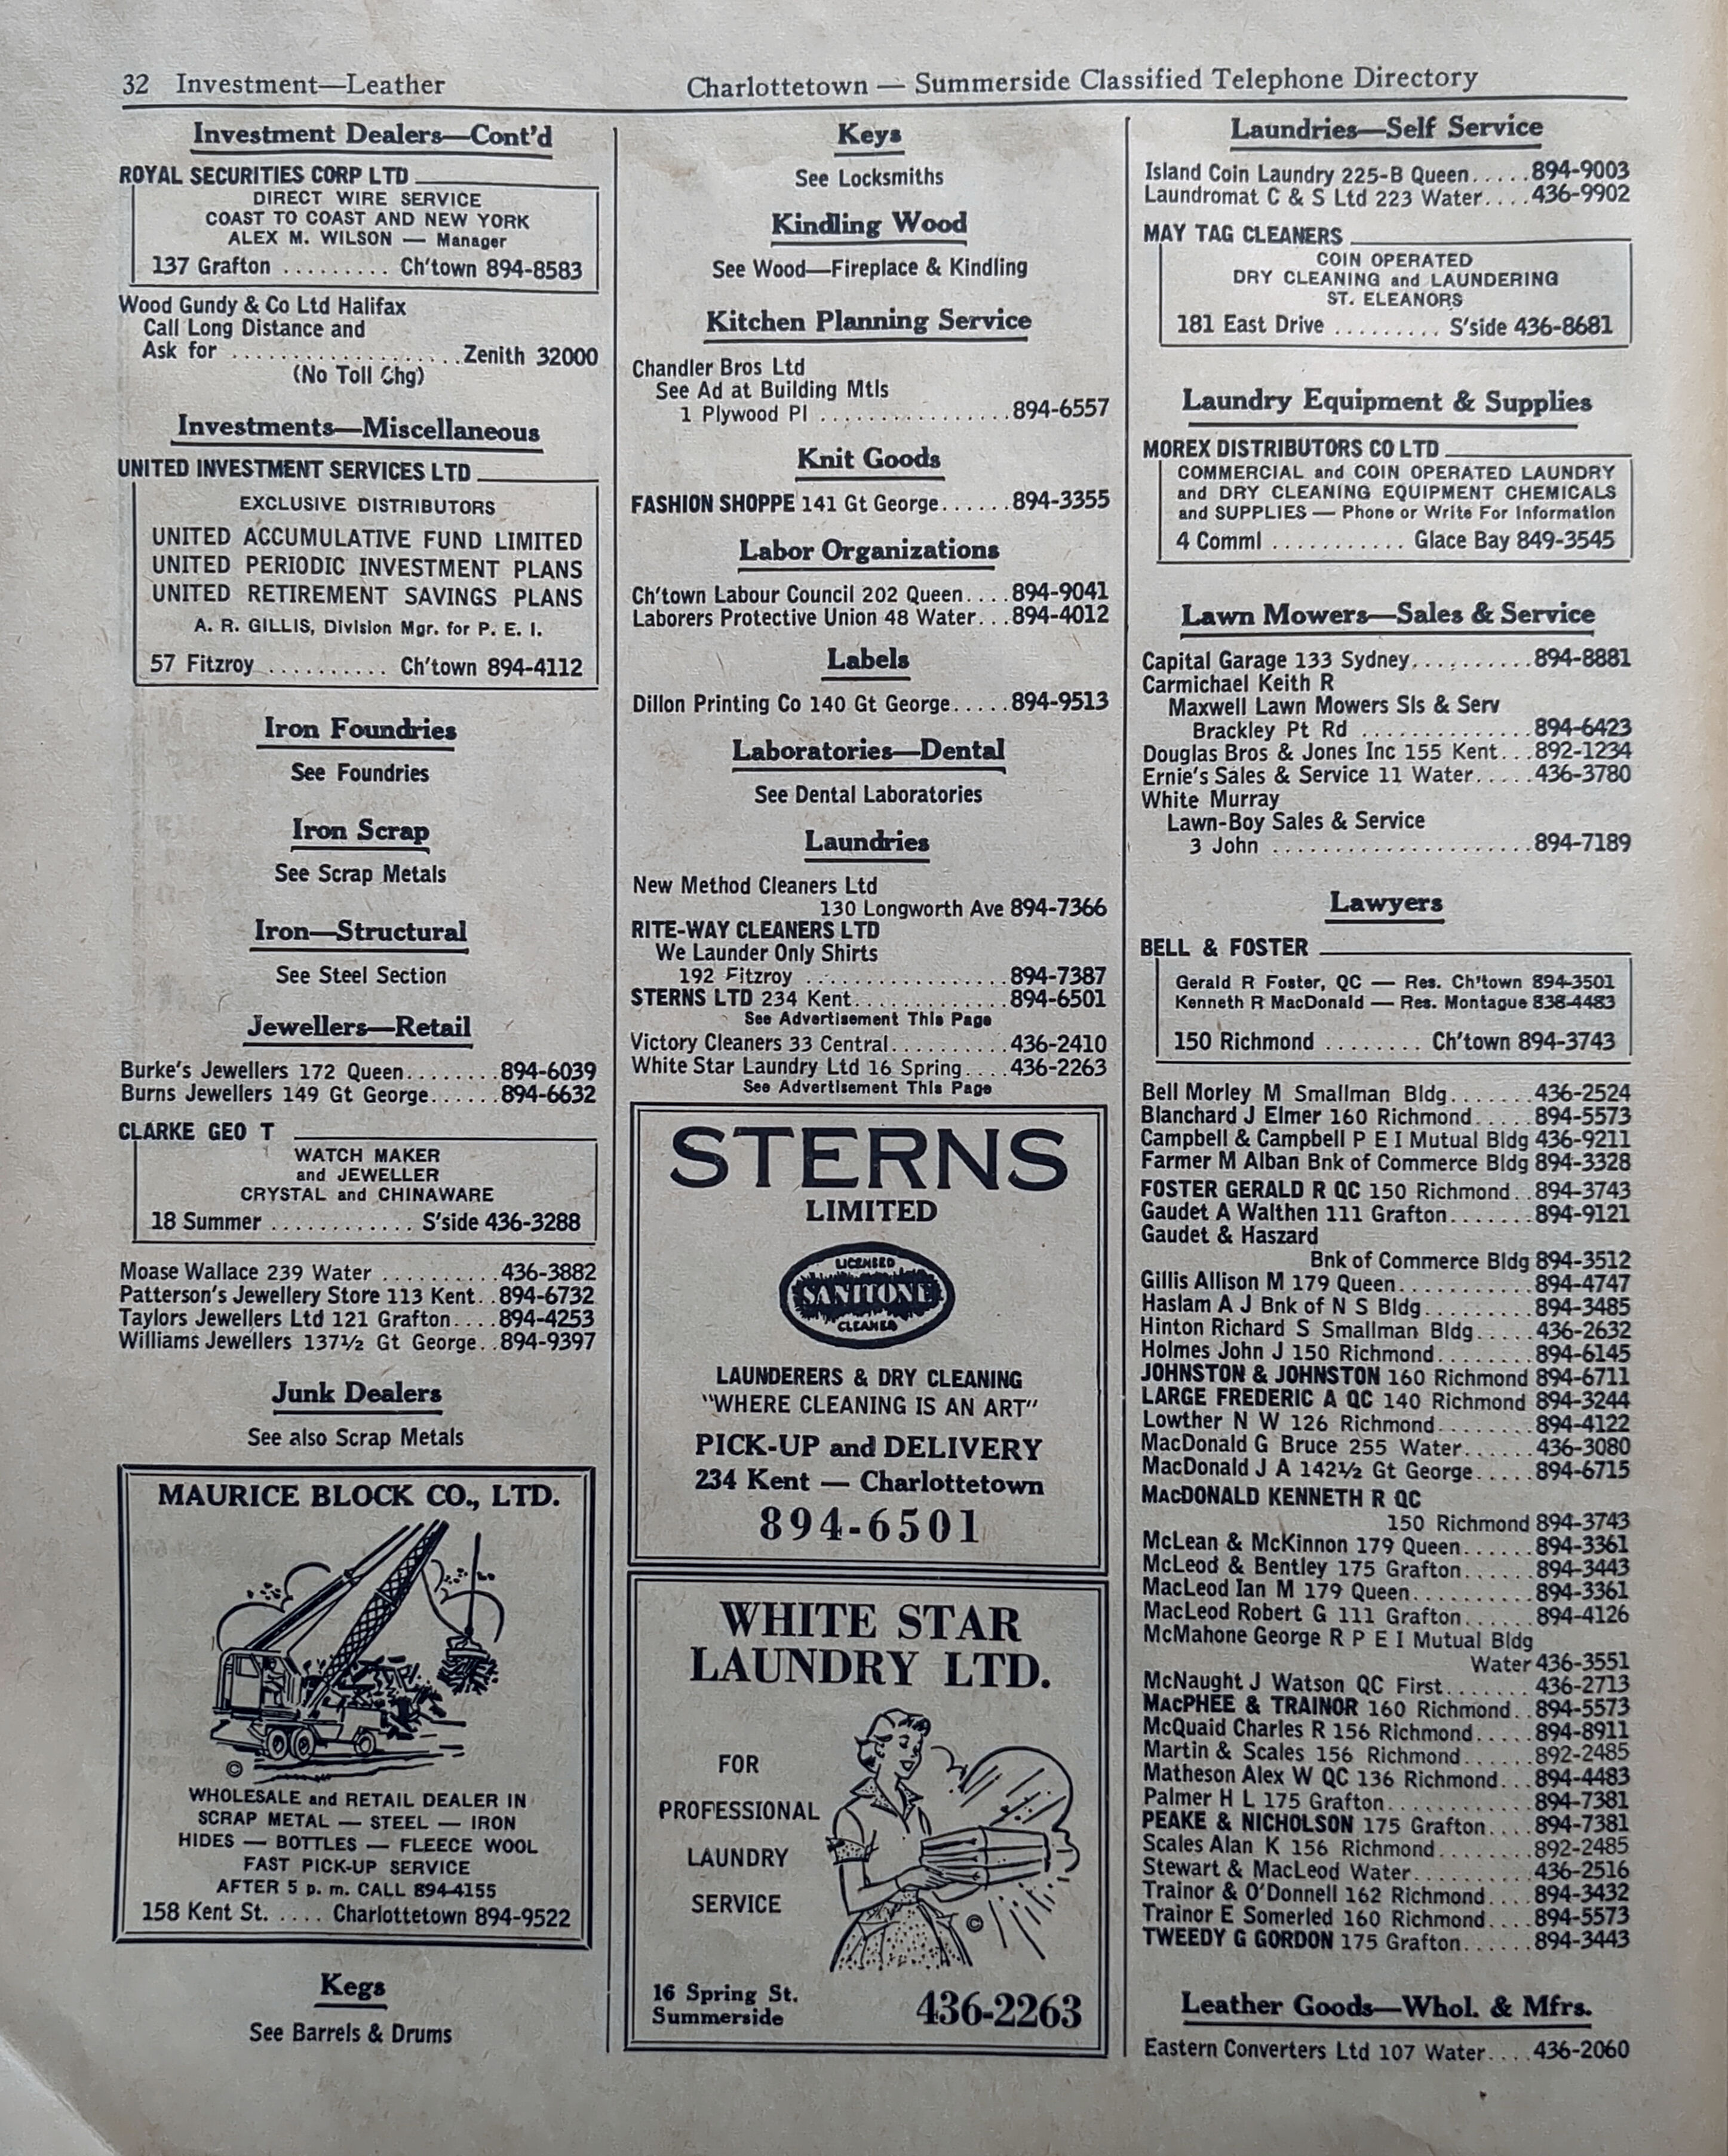 32 Investment—Leather
Charlottetown — Summerside Classified Telephone Directory
Investment Dealers—Cont'd
ROYAL SECURITIES CORP LTD
DIRECT WIRE SERVICE
COAST TO COAST AND NEW YORK
ALEX M. WILSON — Manager
137 Grafton ......... Ch'town 894-8583
Wood Gundy & Co Ltd Halifax
Call Long Distance and
Ask for ....................Zenith 32000
(No Toll Chg)
Investments—Miscellaneous
UNITED INVESTMENT SERVICES LTD
EXCLUSIVE DISTRIBUTORS
UNITED ACCUMULATIVE FUND LIMITED
UNITED PERIODIC INVESTMENT PLANS
UNITED RETIREMENT SAVINGS PLANS
A. R. GILLIS, Division Mgr. for P. E. I.
57 Fitzroy .......... Ch'town 894-4112
Iron Foundries
See Foundries
Iron Scrap
See Scrap Metals
Iron—Structural
See Steel Section
Jewellers—Retail
Burke's Jewellers 172 Queen........894-6039
Burns Jewellers 149 Gt George......894-6632
CLARKE GEO T
WATCH MAKER
and JEWELLER
CRYSTAL and CHINAWARE
18 Summer ............ S'side 436-3288
Moase Wallace 239 Water ..........436-3882
Patterson's Jewellery Store 113 Kent..894-6732
Taylors Jewellers Ltd 121 Grafton....894-4253
Williams Jewellers 137½ Gt George..894-9397
Junk Dealers
See also Scrap Metals
MAURICE BLOCK CO., LTD.
©
WHOLESALE and RETAIL DEALER IN
SCRAP METAL — STEEL — IRON
HIDES — BOTTLES — FLEECE WOOL
FAST PICK-UP SERVICE
AFTER 5 p. m. CALL 894-4155
158 Kent St. ..... Charlottetown 894-9522
Kegs
See Barrels & Drums
Keys
See Locksmiths
Kindling Wood
See Wood—Fireplace & Kindling
Kitchen Planning Service
Chandler Bros Ltd
See Ad at Building Mtls
1 Plywood Pl ................894-6557
Knit Goods
FASHION SHOPPE 141 Gt George......894-3355
Labor Organizations
Ch'town Labour Council 202 Queen....894-9041
Laborers Protective Union 48 Water...894-4012
Labels
Dillon Printing Co 140 Gt George.....894-9513
Laboratories—Dental
See Dental Laboratories
Laundries
New Method Cleaners Ltd
130 Longworth Ave 894-7366
RITE-WAY CLEANERS LTD
We Launder Only Shirts
192 Fitzroy .................894-7387
STERNS LTD 234 Kent.............894-6501
See Advertisement This Page
Victory Cleaners 33 Central..........436-2410
White Star Laundry Ltd 16 Spring....436-2263
See Advertisement This Page
STERNS
LIMITED
LICENSED
SANITONE
CLEANER
LAUNDERERS & DRY CLEANING
"WHERE CLEANING IS AN ART"
PICK-UP and DELIVERY
234 Kent — Charlottetown
894-6501
WHITE STAR
LAUNDRY LTD.
FOR
PROFESSIONAL
LAUNDRY
SERVICE
©
16 Spring St.
Summerside
436-2263
Laundries—Self Service
Island Coin Laundry 225-B Queen.....894-9003
Laundromat C & S Ltd 223 Water....436-9902
MAY TAG CLEANERS
COIN OPERATED
DRY CLEANING and LAUNDERING
ST. ELEANORS
181 East Drive ......... S'side 436-8681
Laundry Equipment & Supplies
MOREX DISTRIBUTORS CO LTD
COMMERCIAL and COIN OPERATED LAUNDRY
and DRY CLEANING EQUIPMENT CHEMICALS
and SUPPLIES — Phone or Write For Information
4 Comml ........... Glace Bay 849-3545
Lawn Mowers—Sales & Service
Capital Garage 133 Sydney..........894-8881
Carmichael Keith R
Maxwell Lawn Mowers Sls & Serv
Brackley Pt Rd ..............894-6423
Douglas Bros & Jones Inc 155 Kent...892-1234
Ernie's Sales & Service 11 Water.....436-3780
White Murray
Lawn-Boy Sales & Service
3 John .....................894-7189
Lawyers
BELL & FOSTER
Gerald R Foster, QC — Res. Ch'town 894-3501
Kenneth R MacDonald — Res. Montague 838-4483
150 Richmond ........ Ch'town 894-3743
Bell Morley M Smallman Bldg.......436-2524
Blanchard J Elmer 160 Richmond.....894-5573
Campbell & Campbell P E I Mutual Bldg 436-9211
Farmer M Alban Bnk of Commerce Bldg 894-3328
FOSTER GERALD R QC 150 Richmond..894-3743
Gaudet A Walthen 111 Grafton.......894-9121
Gaudet & Haszard
Bnk of Commerce Bldg 894-3512
Gillis Allison M 179 Queen...........894-4747
Haslam A J Bnk of N S Bldg.........894-3485
Hinton Richard S Smallman Bldg.....436-2632
Holmes John J 150 Richmond........894-6145
JOHNSTON & JOHNSTON 160 Richmond 894-6711
LARGE FREDERIC A QC 140 Richmond 894-3244
Lowther N W 126 Richmond........894-4122
MacDonald G Bruce 255 Water......436-3080
MacDonald J A 142½ Gt George.....894-6715
MACDONALD KENNETH R QC
150 Richmond 894-3743
McLean & McKinnon 179 Queen......894-3361
McLeod & Bentley 175 Grafton......894-3443
MacLeod Ian M 179 Queen..........894-3361
MacLeod Robert G 111 Grafton......894-4126
McMahone George R P E I Mutual Bldg
Water 436-3551
McNaught J Watson QC First.......436-2713
MACPHEE & TRAINOR 160 Richmond..894-5573
McQuaid Charles R 156 Richmond.....894-8911
Martin & Scales 156 Richmond......892-2485
Matheson Alex W QC 136 Richmond...894-4483
Palmer H L 175 Grafton............894-7381
PEAKE & NICHOLSON 175 Grafton....894-7381
Scales Alan K 156 Richmond........892-2485
Stewart & MacLeod Water..........436-2516
Trainor & O'Donnell 162 Richmond....894-3432
Trainor E Somerled 160 Richmond....894-5573
TWEEDY G GORDON 175 Grafton......894-3443
Leather Goods—Whol. & Mfrs.
Eastern Converters Ltd 107 Water....436-2060